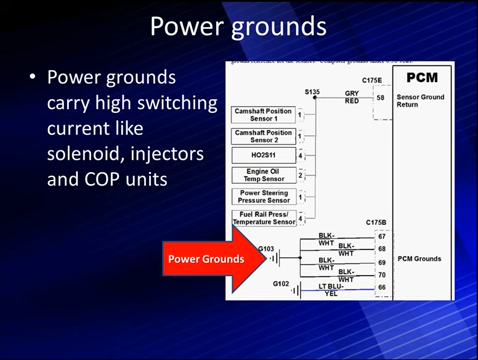 Power grounds
• Power grounds
carry high switching
current like
solenoid, injectors
and COP units
C175E
PCM
S135
GRY
RED
58
Sensor Ground
Return
Camshaft Position
Sensor 1
1
Camshaft Position
Sensor 2
1
HO2S11
4
Engine Oil
Temp Sensor
2
Power Steering
Pressure Sensor
1
Fuel Rail Press/
Temperature Sensor
4
C175B
G103
BLK-
WHT
67
BLK-
WHT
68
BLK-
WHT
69
BLK-
WHT
70
PCM Grounds
G102
LT BLU-
YEL
66
Power Grounds